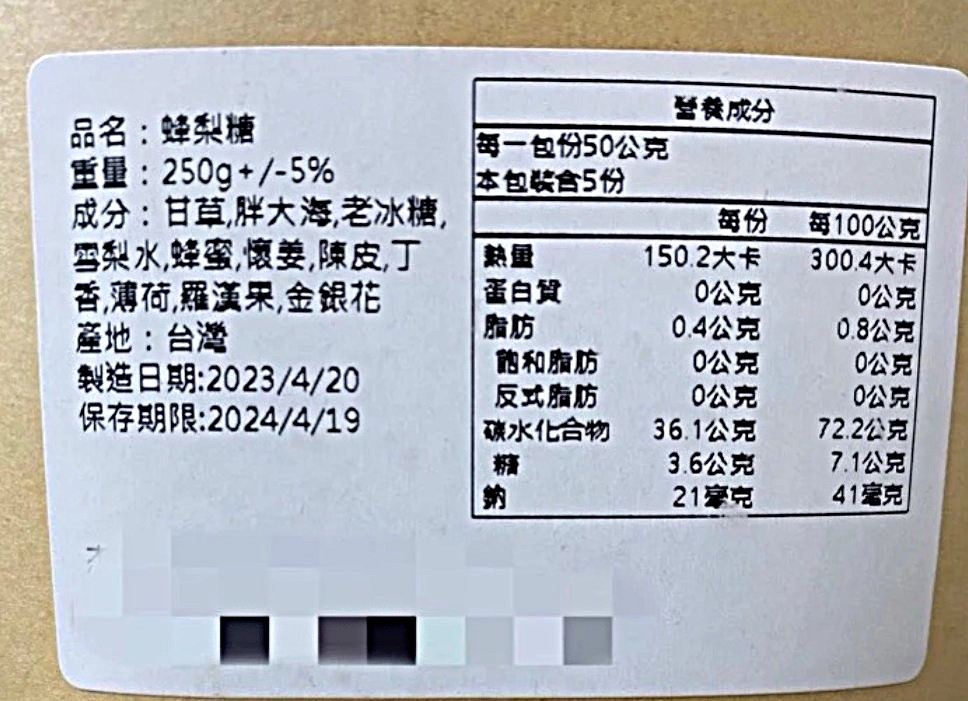 品名：蜂梨糖
重量：250g+/-5%
成分：甘草,胖大海,老冰糖,
雪梨水,蜂蜜,懷姜,陳皮,丁
香,薄荷,羅漢果,金銀花
產地：台灣
製造日期:2023/4/20
保存期限:2024/4/19
營養成分
每一包份50公克
本包裝含5份
每份 每100公克
熱量 150.2大卡 300.4大卡
蛋白質 0公克 0公克
脂肪 0.4公克 0.8公克
飽和脂肪 0公克 0公克
反式脂肪 0公克 0公克
碳水化合物 36.1公克 72.2公克
糖 3.6公克 7.1公克
鈉 21毫克 41毫克